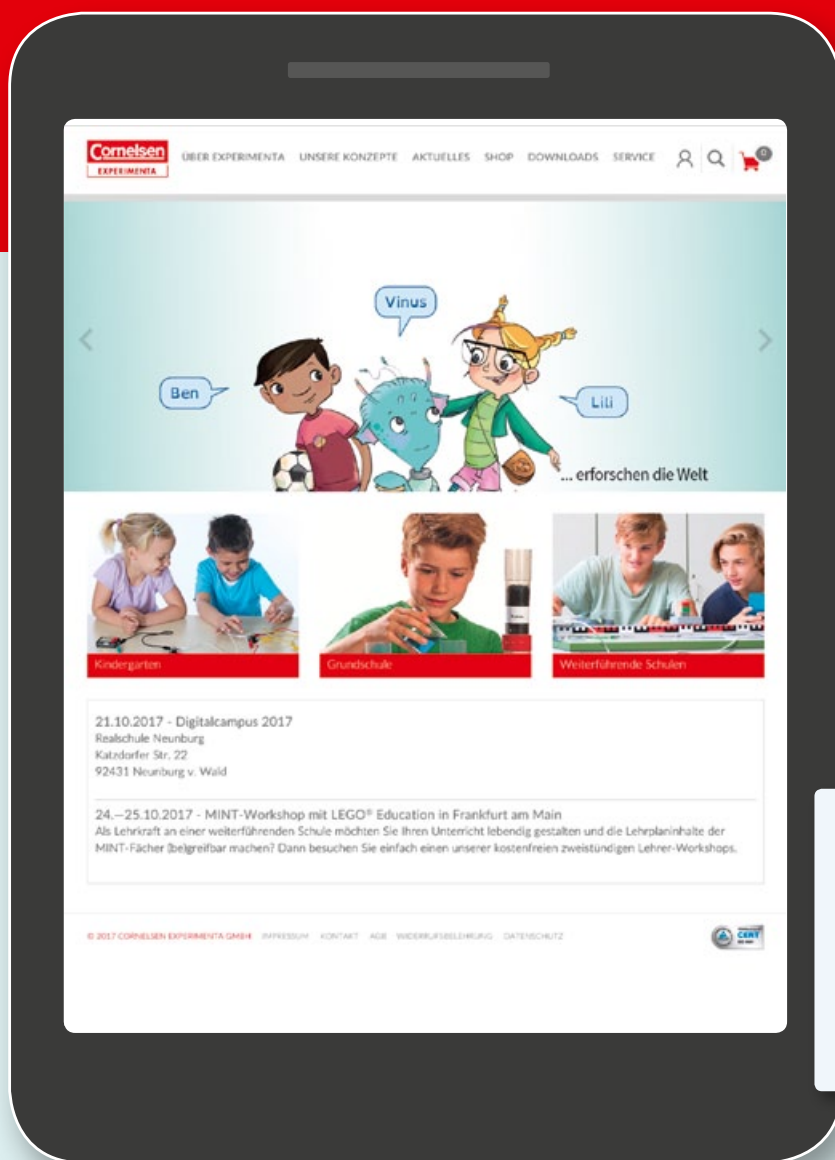 Cornelsen
EXPERIMENTA
ÜBER EXPERIMENTA UNSERE KONZEPTE AKTUELLES SHOP DOWNLOADS SERVICE 0
Vinus
Ben
Lili
... erforschen die Welt
Kindergarten Grundschule Weiterführende Schulen
21.10.2017 - Digitalcampus 2017
Realschule Neunburg
Katzdorfer Str. 22
92431 Neunburg v. Wald
24.—25.10.2017 - MINT-Workshop mit LEGO® Education in Frankfurt am Main
Als Lehrkraft an einer weiterführenden Schule möchten Sie Ihren Unterricht lebendig gestalten und die Lehrplaninhalte der
MINT-Fächer (be)greifbar machen? Dann besuchen Sie einfach einen unserer kostenfreien zweistündigen Lehrer-Workshops.
© 2017 CORNELSEN EXPERIMENTA GMBH IMPRESSUM KONTAKT AGB WIDERRUFSBELEHRUNG DATENSCHUTZ
CERT